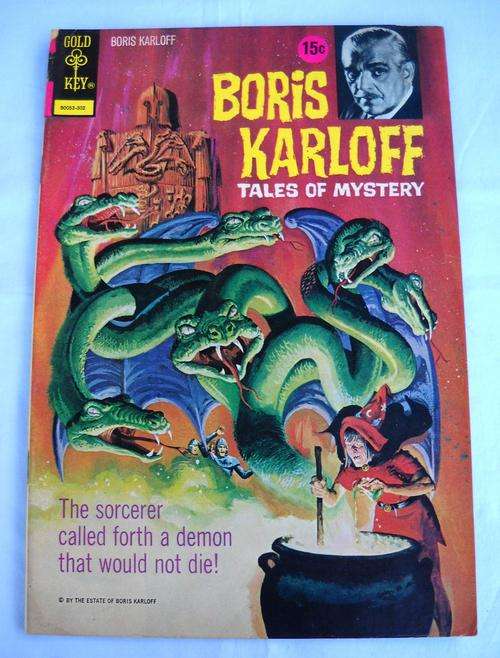 GOLD
KEY®
90053-302
BORIS KARLOFF
15¢
BORIS
KARLOFF
TALES OF MYSTERY
The sorcerer
called forth a demon
that would not die!
© BY THE ESTATE OF BORIS KARLOFF